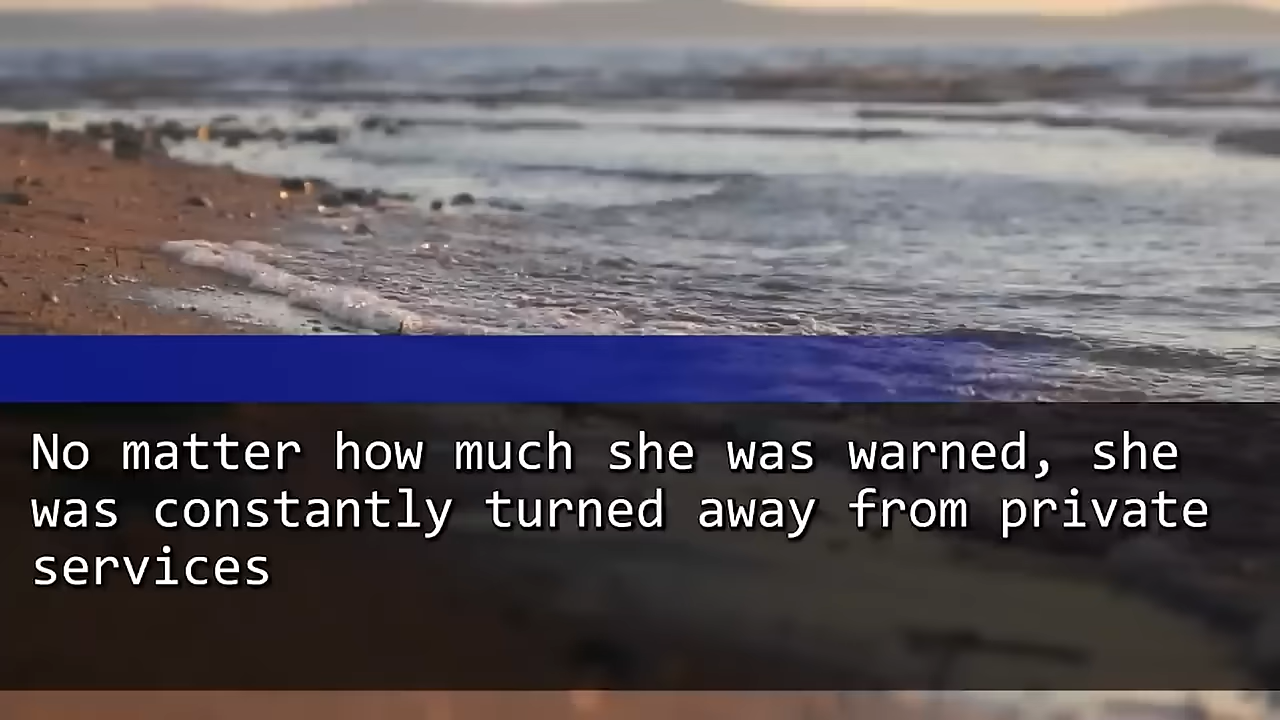 No matter how much she was warned, she
was constantly turned away from private
services